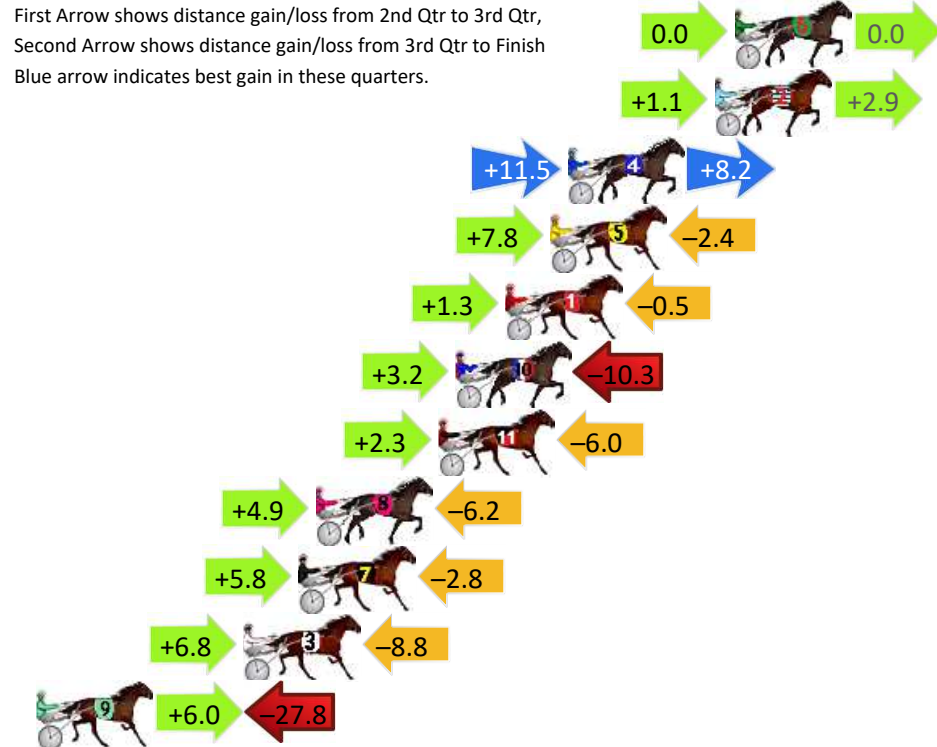 First Arrow shows distance gain/loss from 2nd Qtr to 3rd Qtr,
Second Arrow shows distance gain/loss from 3rd Qtr to Finish
Blue arrow indicates best gain in these quarters.
0.0 6 0.0
+1.1 2 +2.9
+11.5 4 +8.2
+7.8 5 –2.4
+1.3 1 –0.5
+3.2 10 –10.3
+2.3 11 –6.0
+4.9 8 –6.2
+5.8 7 –2.8
+6.8 3 –8.8
9 +6.0 –27.8